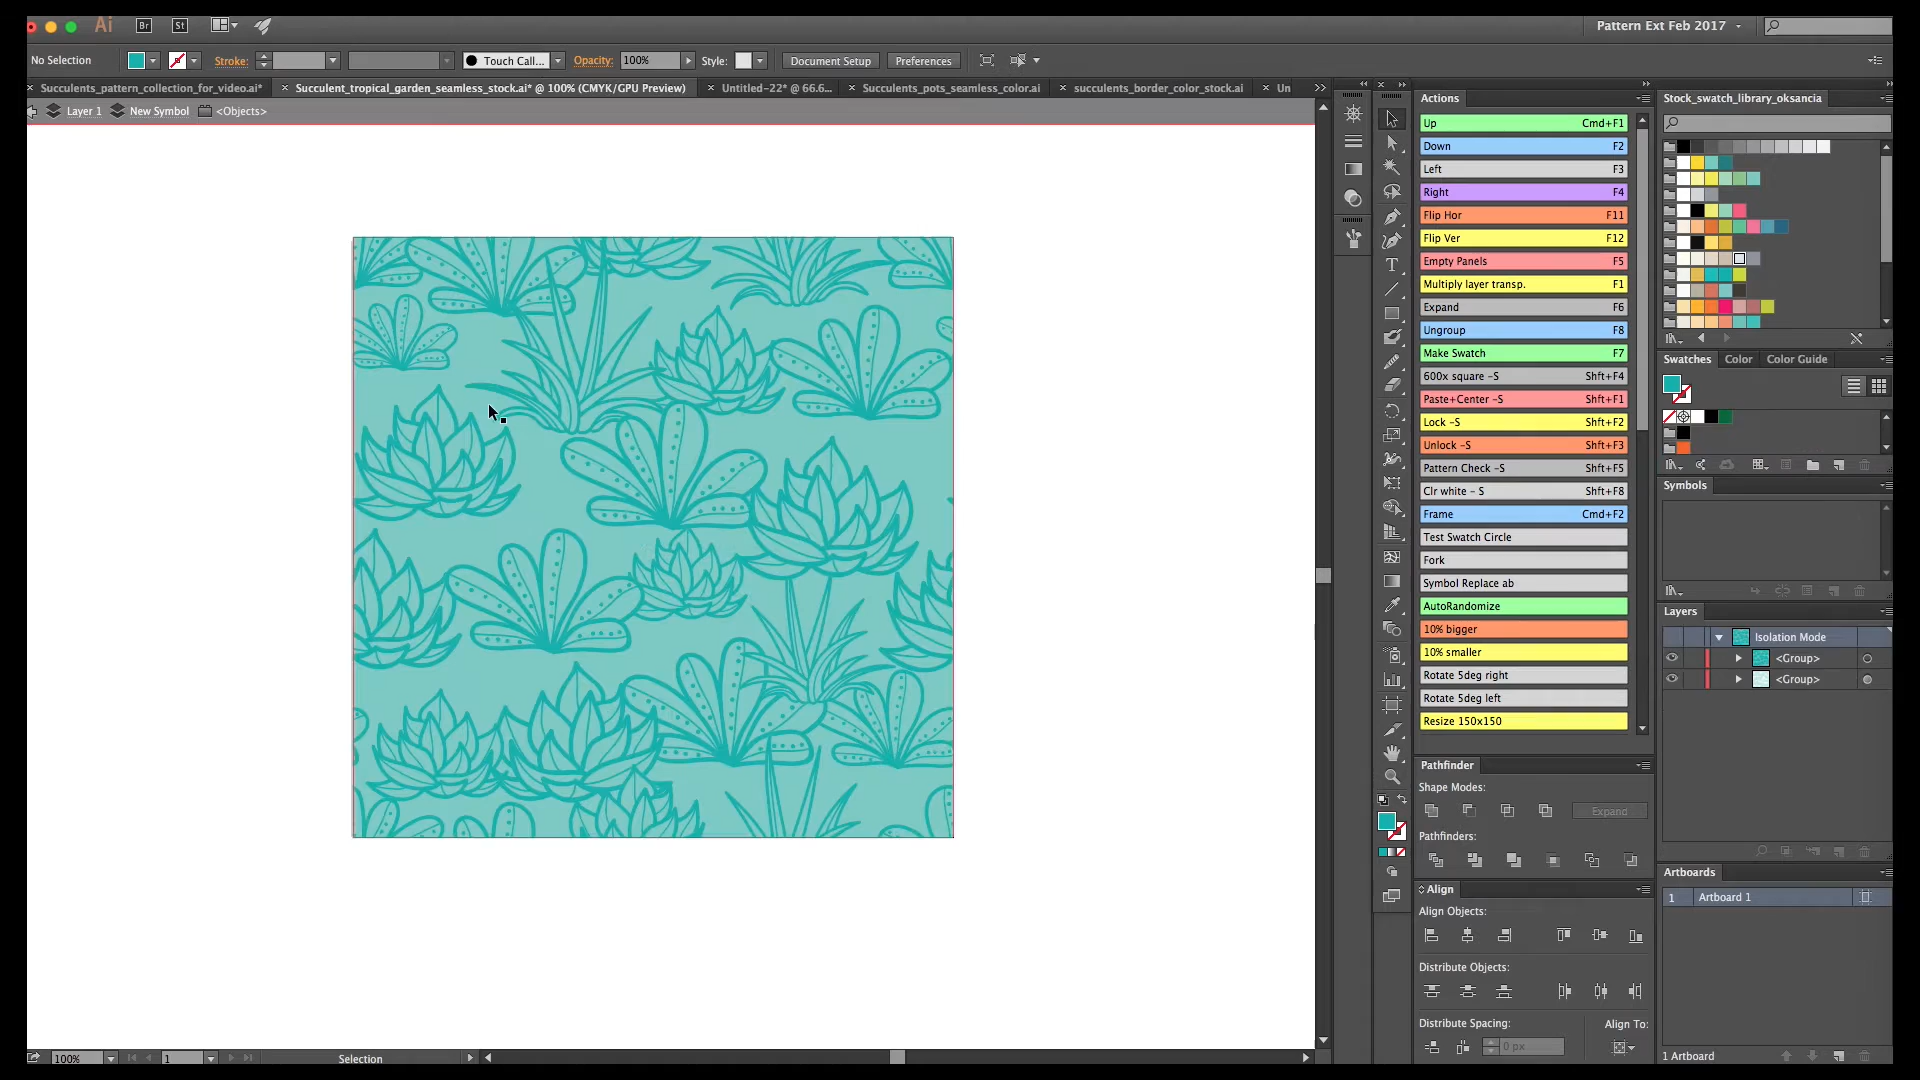 Ai Br St Pattern Ext Feb 2017
No Selection Stroke: Touch Call... Opacity: 100% Style: Document Setup Preferences
Succulents_pattern_collection_for_video.ai* Succulent_tropical_garden_seamless_stock.ai* @ 100% (CMYK/GPU Preview) Untitled-22* @ 66.6... Succulents_pots_seamless_color.ai succulents_border_color_stock.ai Un
Layer 1 New Symbol <Objects>
Actions
Up Cmd+F1
Down F2
Left F3
Right F4
Flip Hor F11
Flip Ver F12
Empty Panels F5
Multiply layer transp. F1
Expand F6
Ungroup F8
Make Swatch F7
600x square -S Shft+F4
Paste+Center -S Shft+F1
Lock -S Shft+F2
Unlock -S Shft+F3
Pattern Check -S Shft+F5
Clr white - S Shft+F8
Frame Cmd+F2
Test Swatch Circle
Fork
Symbol Replace ab
AutoRandomize
10% bigger
10% smaller
Rotate 5deg right
Rotate 5deg left
Resize 150x150
Pathfinder
Shape Modes:
Expand
Pathfinders:
Align
Align Objects:
Distribute Objects:
Distribute Spacing: Align To:
0 px
Stock_swatch_library_oksancia
Swatches Color Color Guide
Symbols
Layers
Isolation Mode
<Group>
<Group>
Artboards
1 Artboard 1
1 Artboard
100% 1 Selection